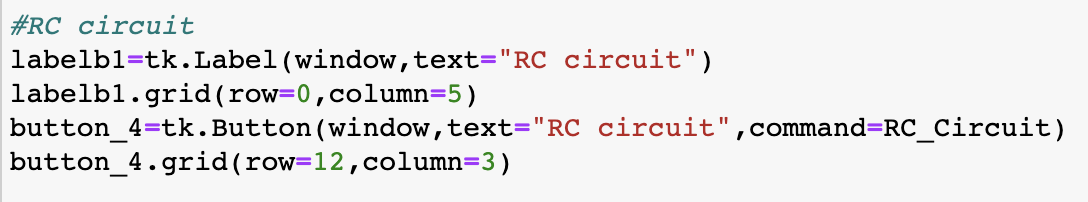 #RC circuit
labelb1=tk.Label(window,text="RC circuit")
labelb1.grid(row=0,column=5)
button_4=tk.Button(window,text="RC circuit",command=RC_Circuit)
button_4.grid(row=12,column=3)